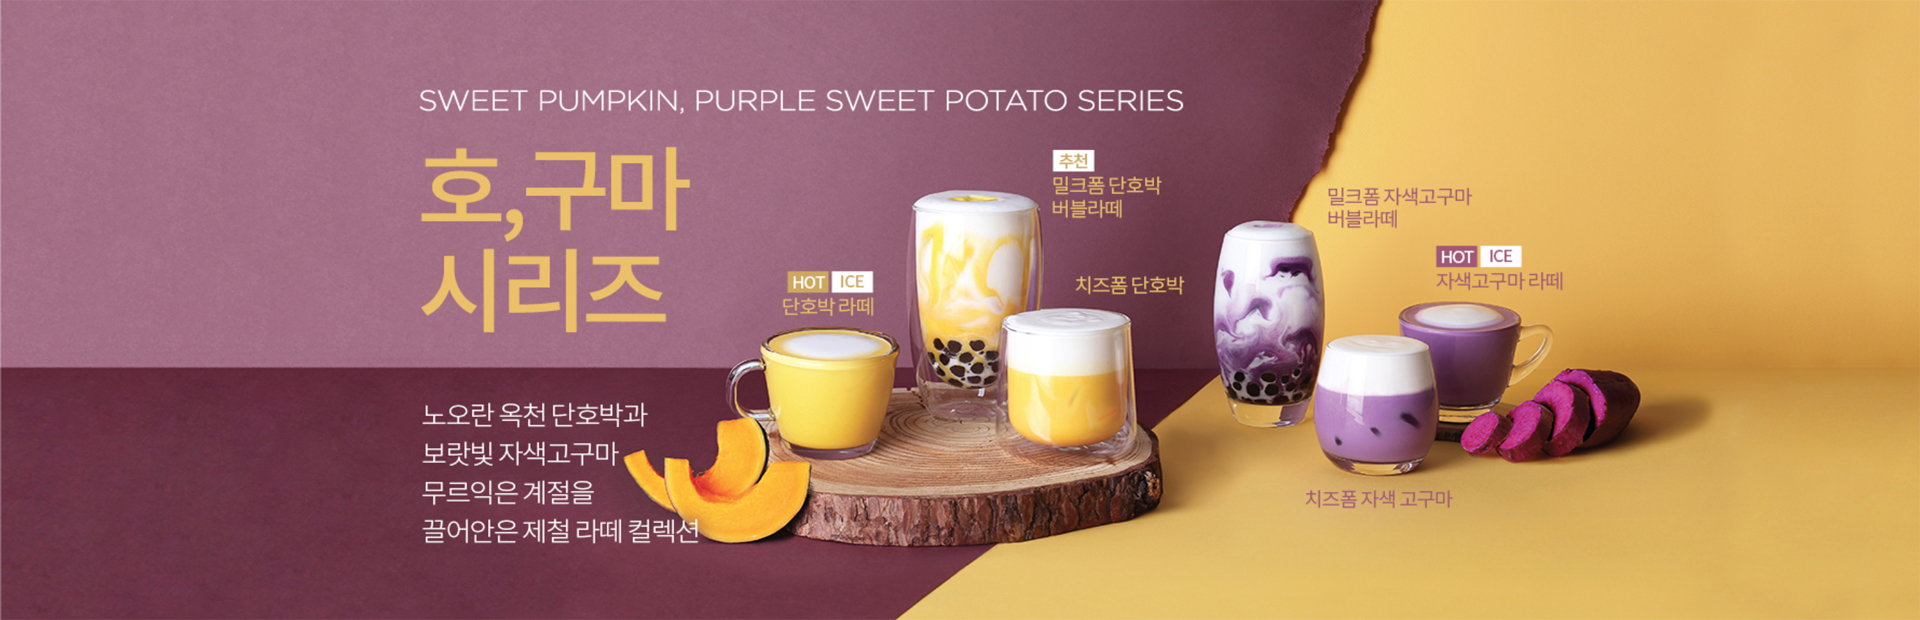 SWEET PUMPKIN, PURPLE SWEET POTATO SERIES
호,구마
시리즈
노오란 옥천 단호박과
보랏빛 자색고구마
무르익은 계절을
끌어안은 제철 라떼 컬렉션
HOT ICE
단호박 라떼
추천
밀크폼 단호박
버블라떼
치즈폼 단호박
밀크폼 자색고구마
버블라떼
HOT ICE
자색고구마 라떼
치즈폼 자색 고구마